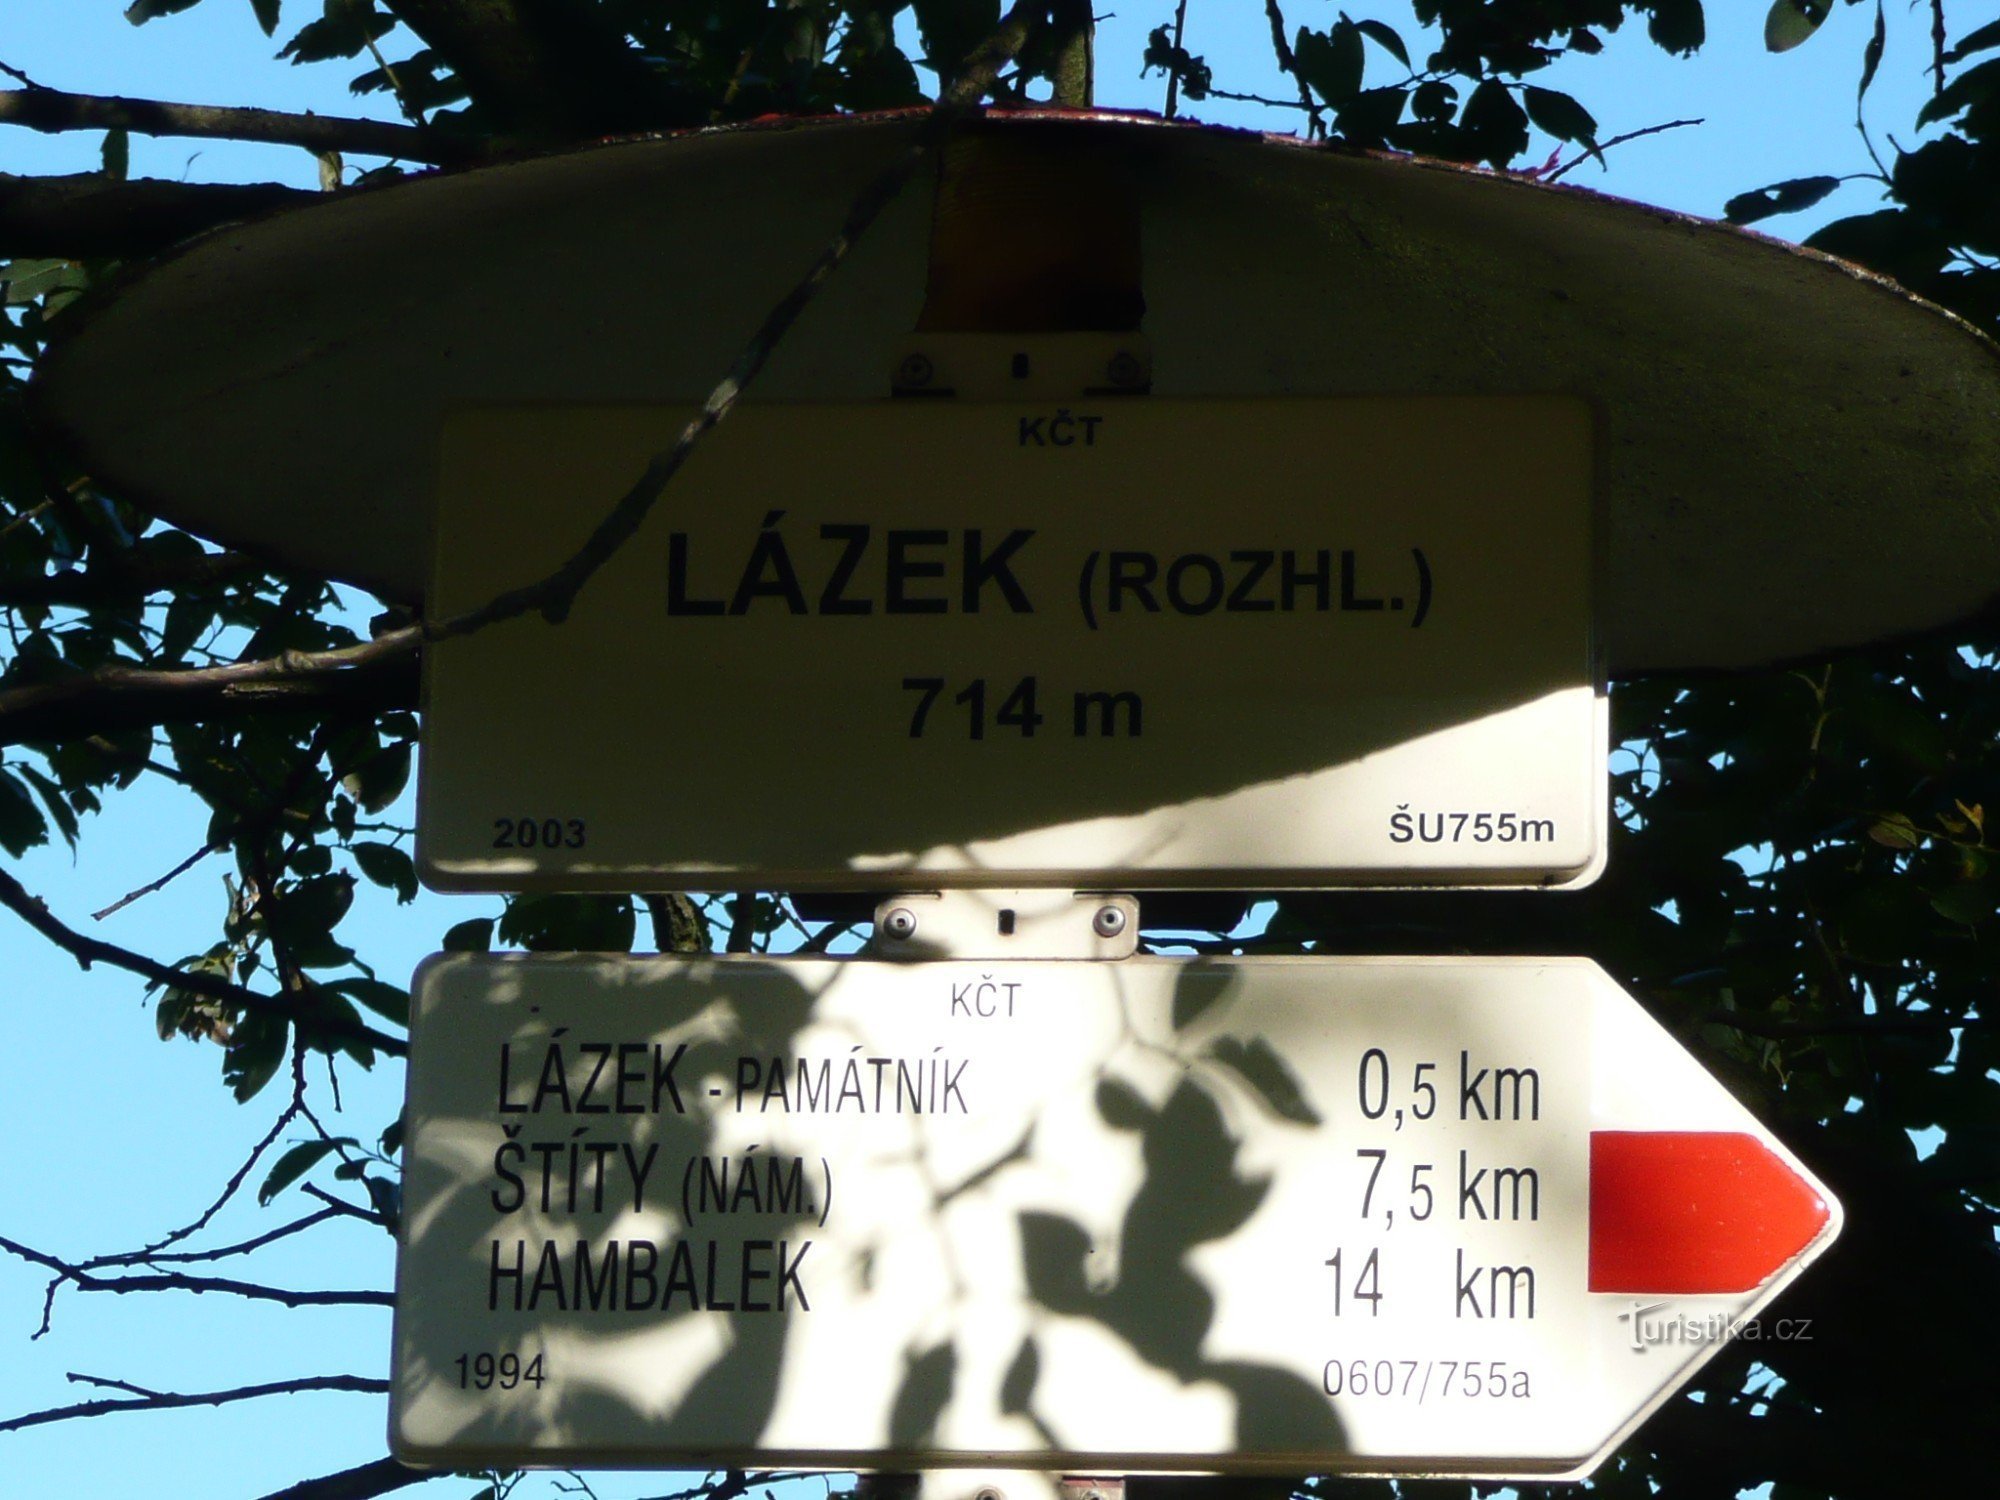 KČT
LÁZEK (ROZHL.)
714 m
2003 ŠU755m
KČT
LÁZEK - PAMÁTNÍK 0,5 km
ŠTÍTY (NÁM.) 7,5 km
HAMBALEK 14 km
1994 0607/755a
Turistika.cz